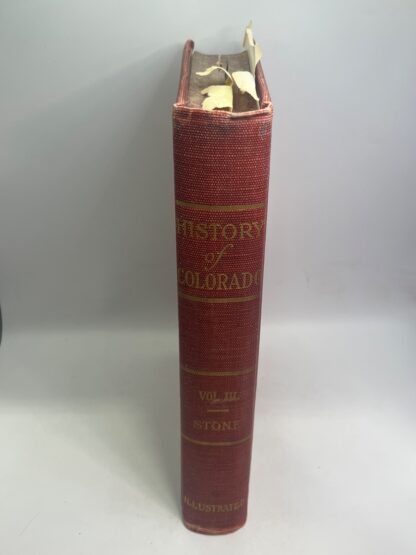 HISTORY
of
COLORADO
VOL III.
STONE
ILLUSTRATED